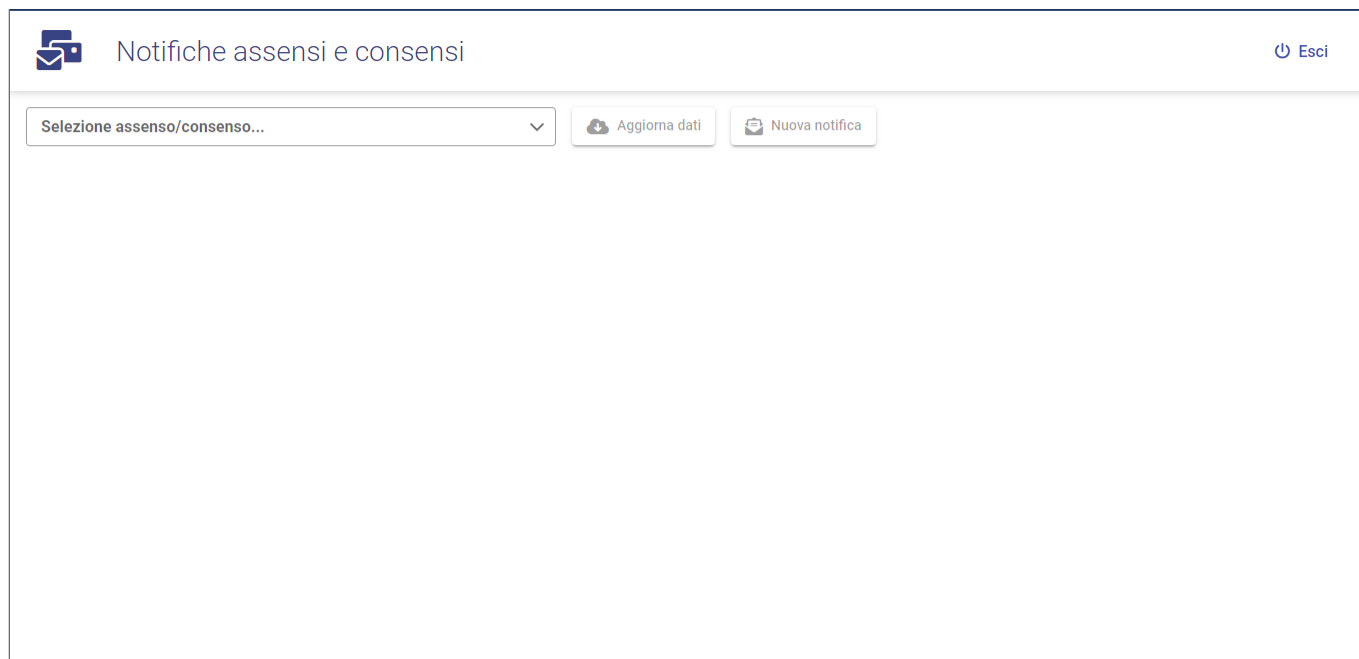 Notifiche assensi e consensi
Esci
Selezione assenso/consenso...
Aggiorna dati
Nuova notifica